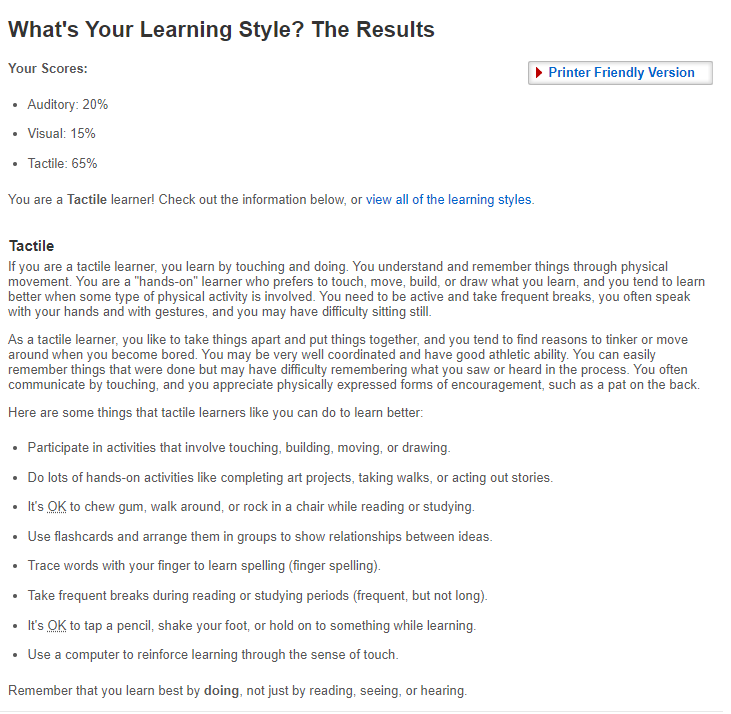 What's Your Learning Style? The Results
Your Scores:
Printer Friendly Version
Auditory: 20%
Visual: 15%
Tactile: 65%
You are a Tactile learner! Check out the information below, or view all of the learning styles.
Tactile
If you are a tactile learner, you learn by touching and doing. You understand and remember things through physical
movement. You are a "hands-on" learner who prefers to touch, move, build, or draw what you learn, and you tend to learn
better when some type of physical activity is involved. You need to be active and take frequent breaks, you often speak
with your hands and with gestures, and you may have difficulty sitting still.
As a tactile learner, you like to take things apart and put things together, and you tend to find reasons to tinker or move
around when you become bored. You may be very well coordinated and have good athletic ability. You can easily
remember things that were done but may have difficulty remembering what you saw or heard in the process. You often
communicate by touching, and you appreciate physically expressed forms of encouragement, such as a pat on the back.
Here are some things that tactile learners like you can do to learn better:
Participate in activities that involve touching, building, moving, or drawing.
Do lots of hands-on activities like completing art projects, taking walks, or acting out stories.
It's OK to chew gum, walk around, or rock in a chair while reading or studying.
Use flashcards and arrange them in groups to show relationships between ideas.
Trace words with your finger to learn spelling (finger spelling).
Take frequent breaks during reading or studying periods (frequent, but not long).
It's OK to tap a pencil, shake your foot, or hold on to something while learning.
Use a computer to reinforce learning through the sense of touch.
Remember that you learn best by doing, not just by reading, seeing, or hearing.